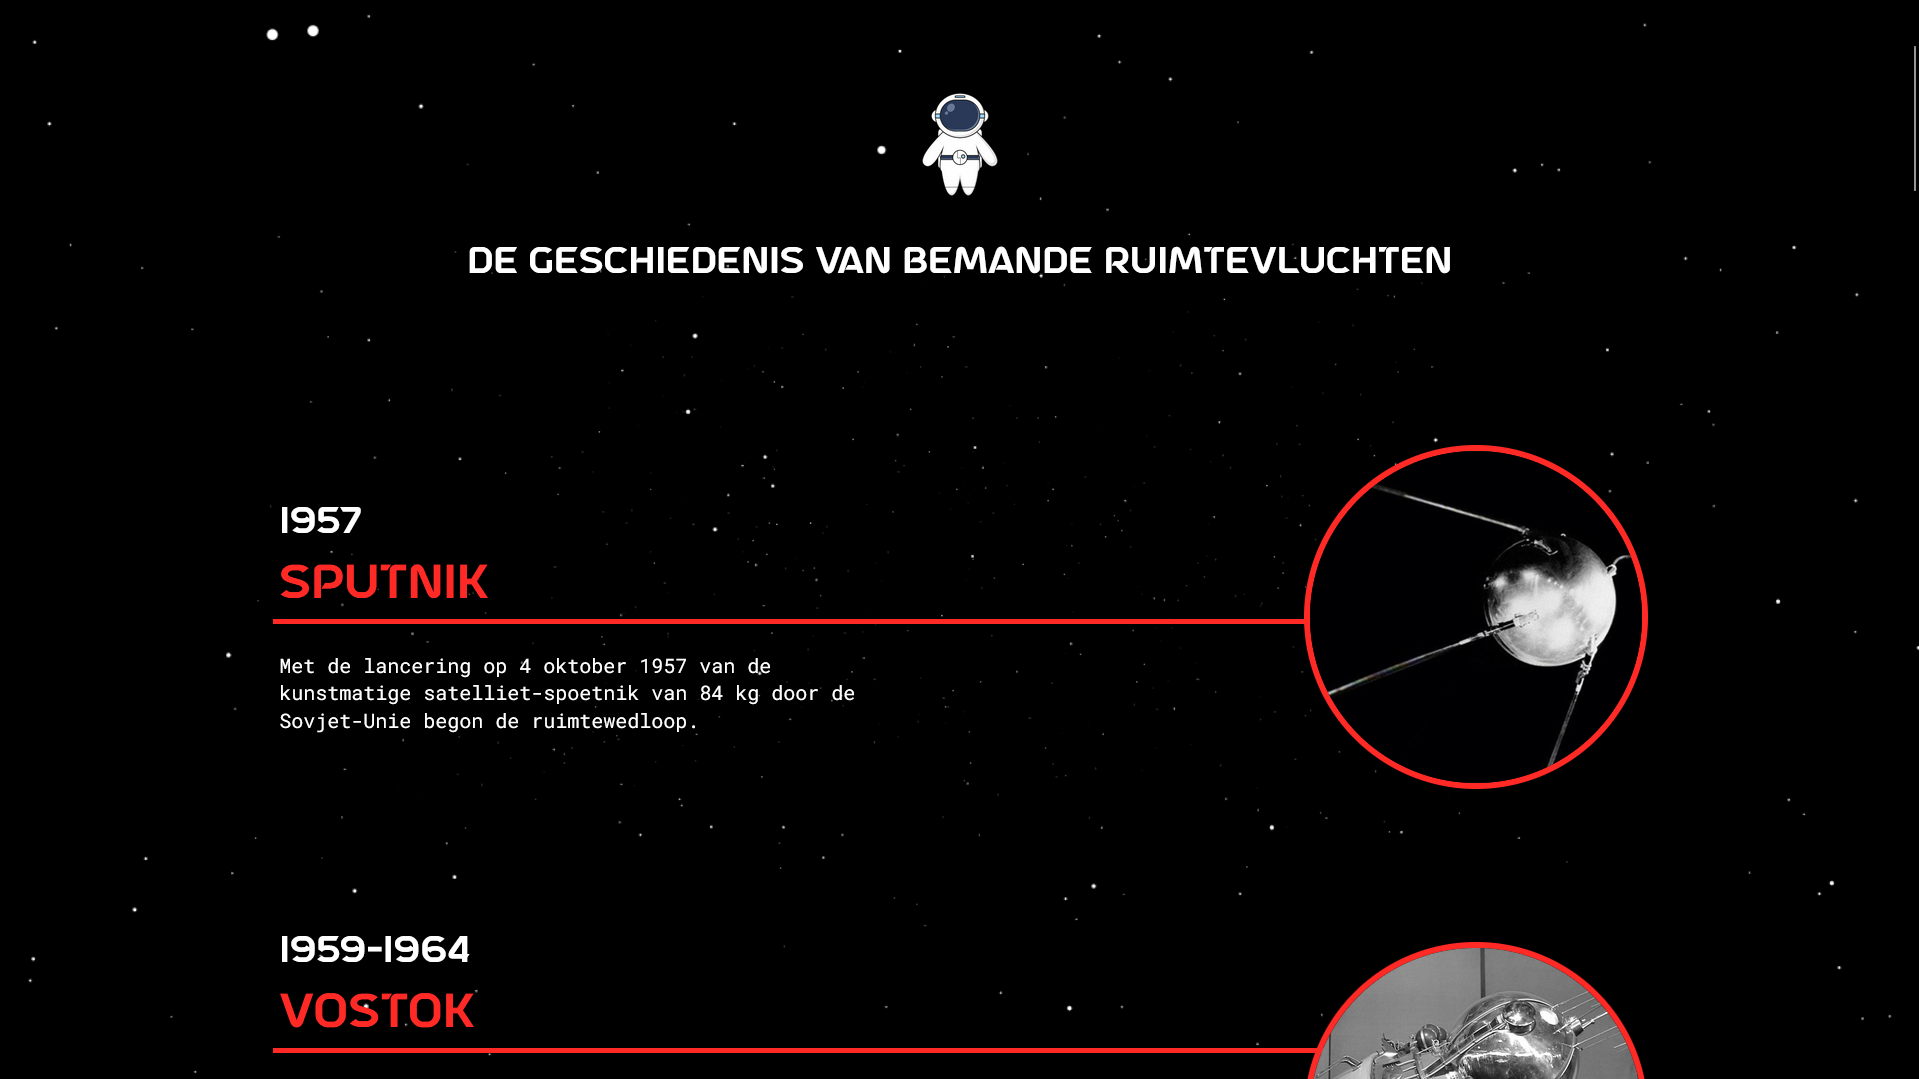 DE GESCHIEDENIS VAN BEMANDE RUIMTEVLUCHTEN
1957
SPUTNIK
Met de lancering op 4 oktober 1957 van de
kunstmatige satelliet-spoetnik van 84 kg door de
Sovjet-Unie begon de ruimtewedloop.
1959-1964
VOSTOK